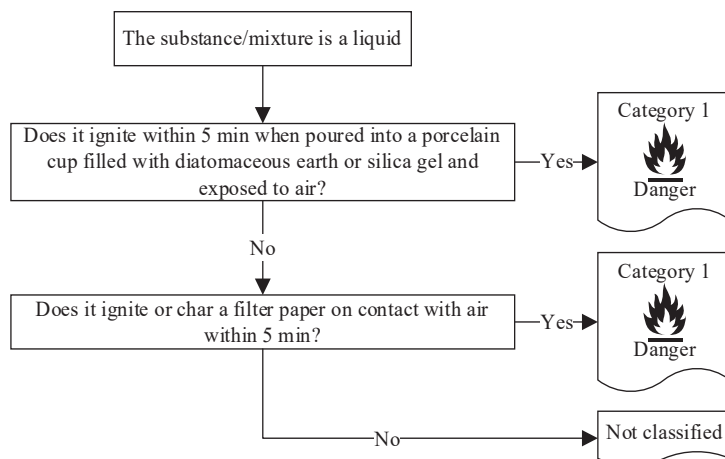 The substance/mixture is a liquid
Does it ignite within 5 min when poured into a porcelain
cup filled with diatomaceous earth or silica gel and
exposed to air?
Yes
Category 1
Danger
No
Does it ignite or char a filter paper on contact with air
within 5 min?
Yes
Category 1
Danger
No
Not classified